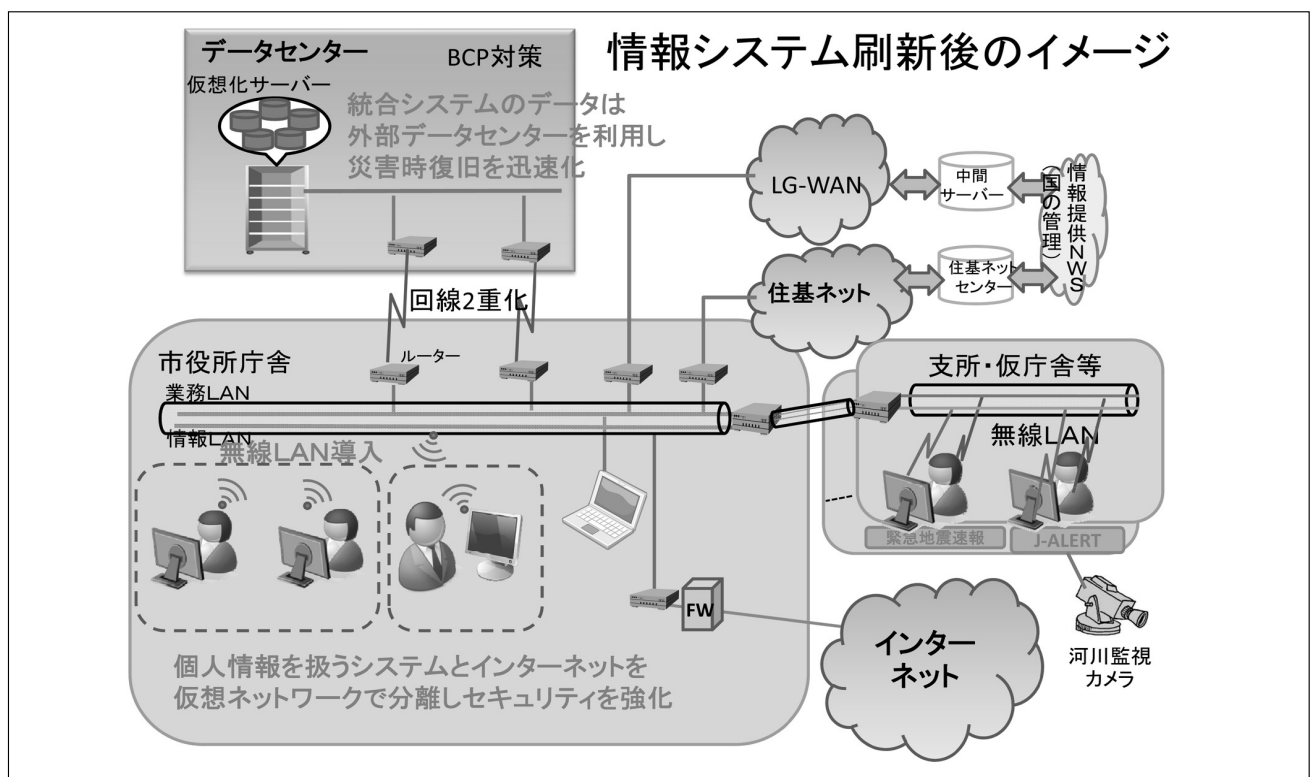 情報システム刷新後のイメージ
データセンター
BCP対策
仮想化サーバー
統合システムのデータは
外部データセンターを利用し
災害時復旧を迅速化
LG-WAN
中間
サーバー
情報提供NWS
(国の管理)
住基ネット
住基ネット
センター
回線2重化
市役所庁舎
ルーター
業務LAN
情報LAN
無線LAN導入
支所・仮庁舎等
無線LAN
緊急地震速報
J-ALERT
FW
インター
ネット
河川監視
カメラ
個人情報を扱うシステムとインターネットを
仮想ネットワークで分離しセキュリティを強化